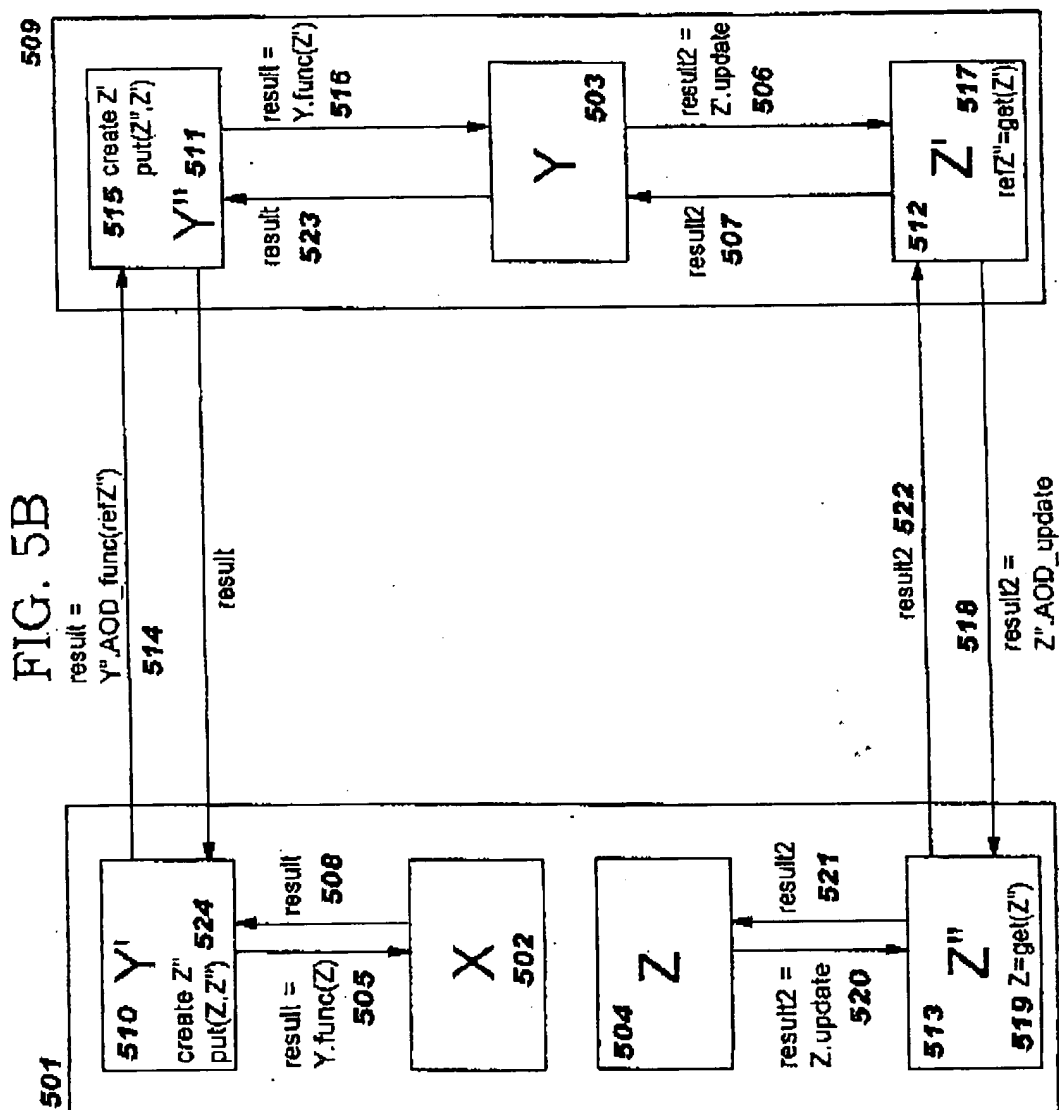 FIG. 5B
501
510
Y'
create Z"
524
put(Z,Z")
result =
Y".AOD_func(refZ")
514
result
509
515 create Z'
put(Z",Z')
Y"
511
result =
Y.func(Z)
505
result
508
X
502
result =
Y.func(Z')
516
result
523
Y
503
504
Z
result2 =
Z.update
520
result2
521
result2 =
Z'.update
506
result2
507
513
Z"
519 Z=get(Z")
result2 522
518
result2 =
Z".AOD_update
512
Z'
517
refZ"=get(Z')